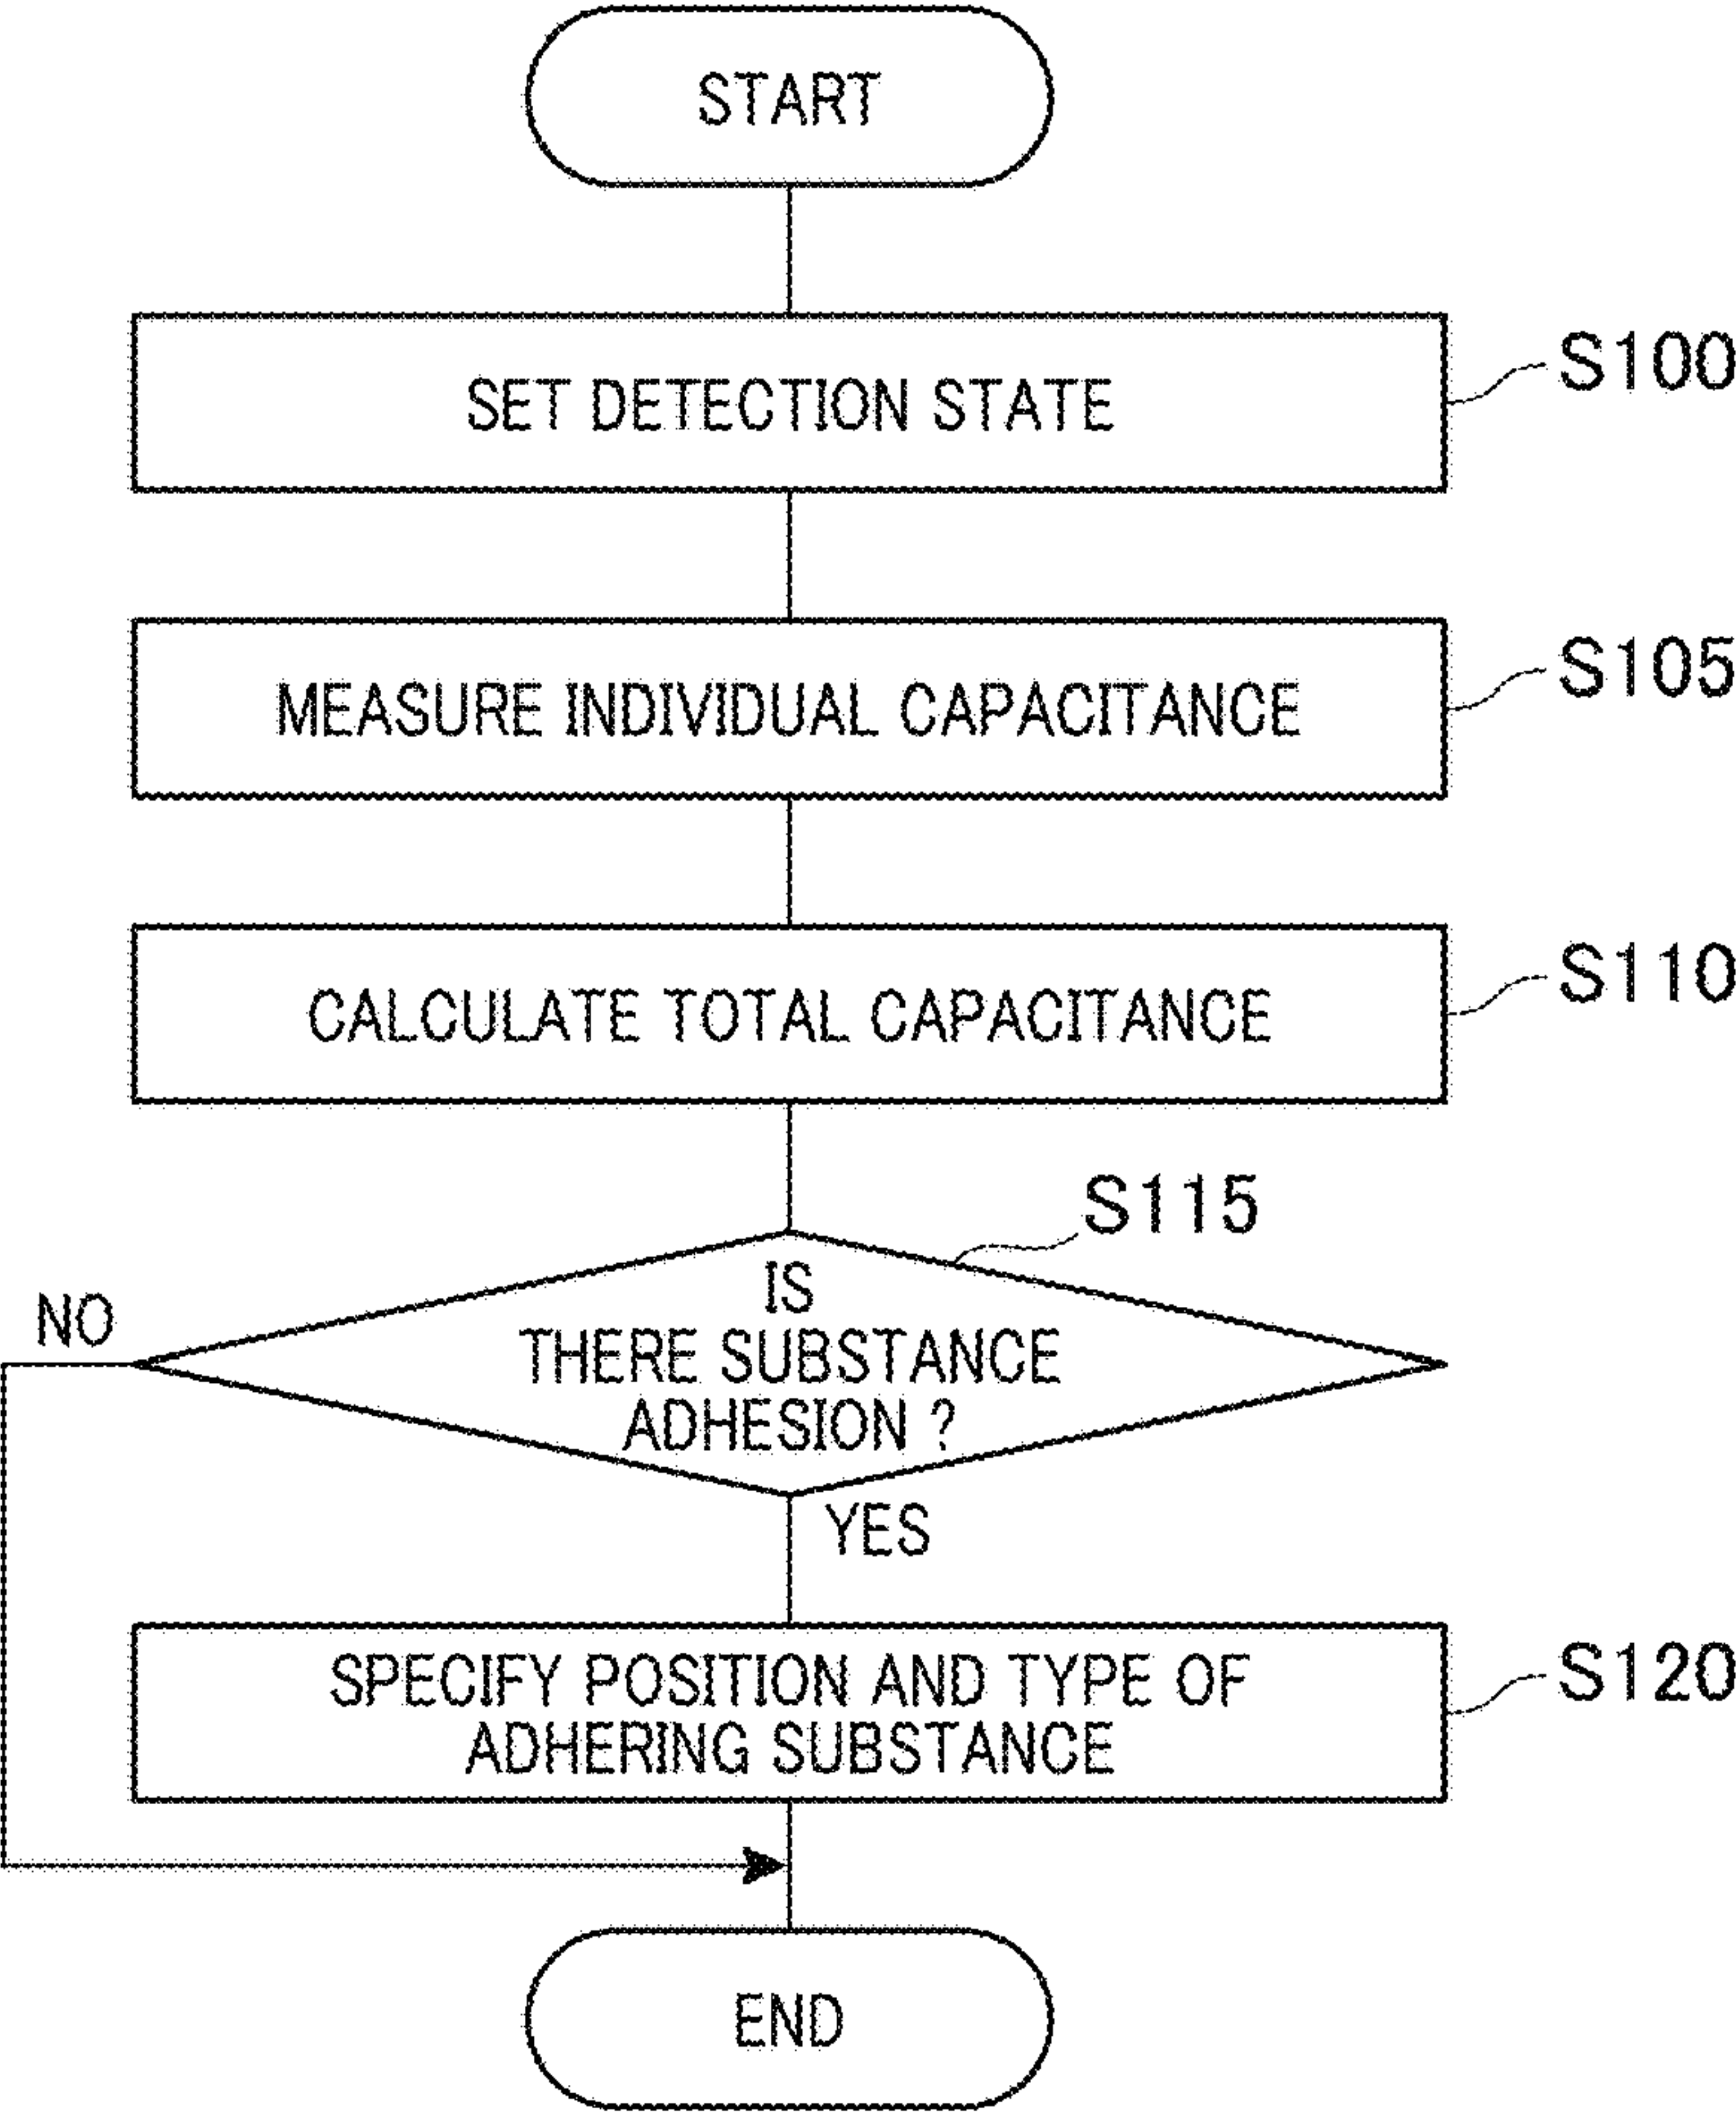 START
SET DETECTION STATE
S100
MEASURE INDIVIDUAL CAPACITANCE
S105
CALCULATE TOTAL CAPACITANCE
S110
S115
IS
THERE SUBSTANCE
ADHESION ?
NO
YES
SPECIFY POSITION AND TYPE OF
ADHERING SUBSTANCE
S120
END